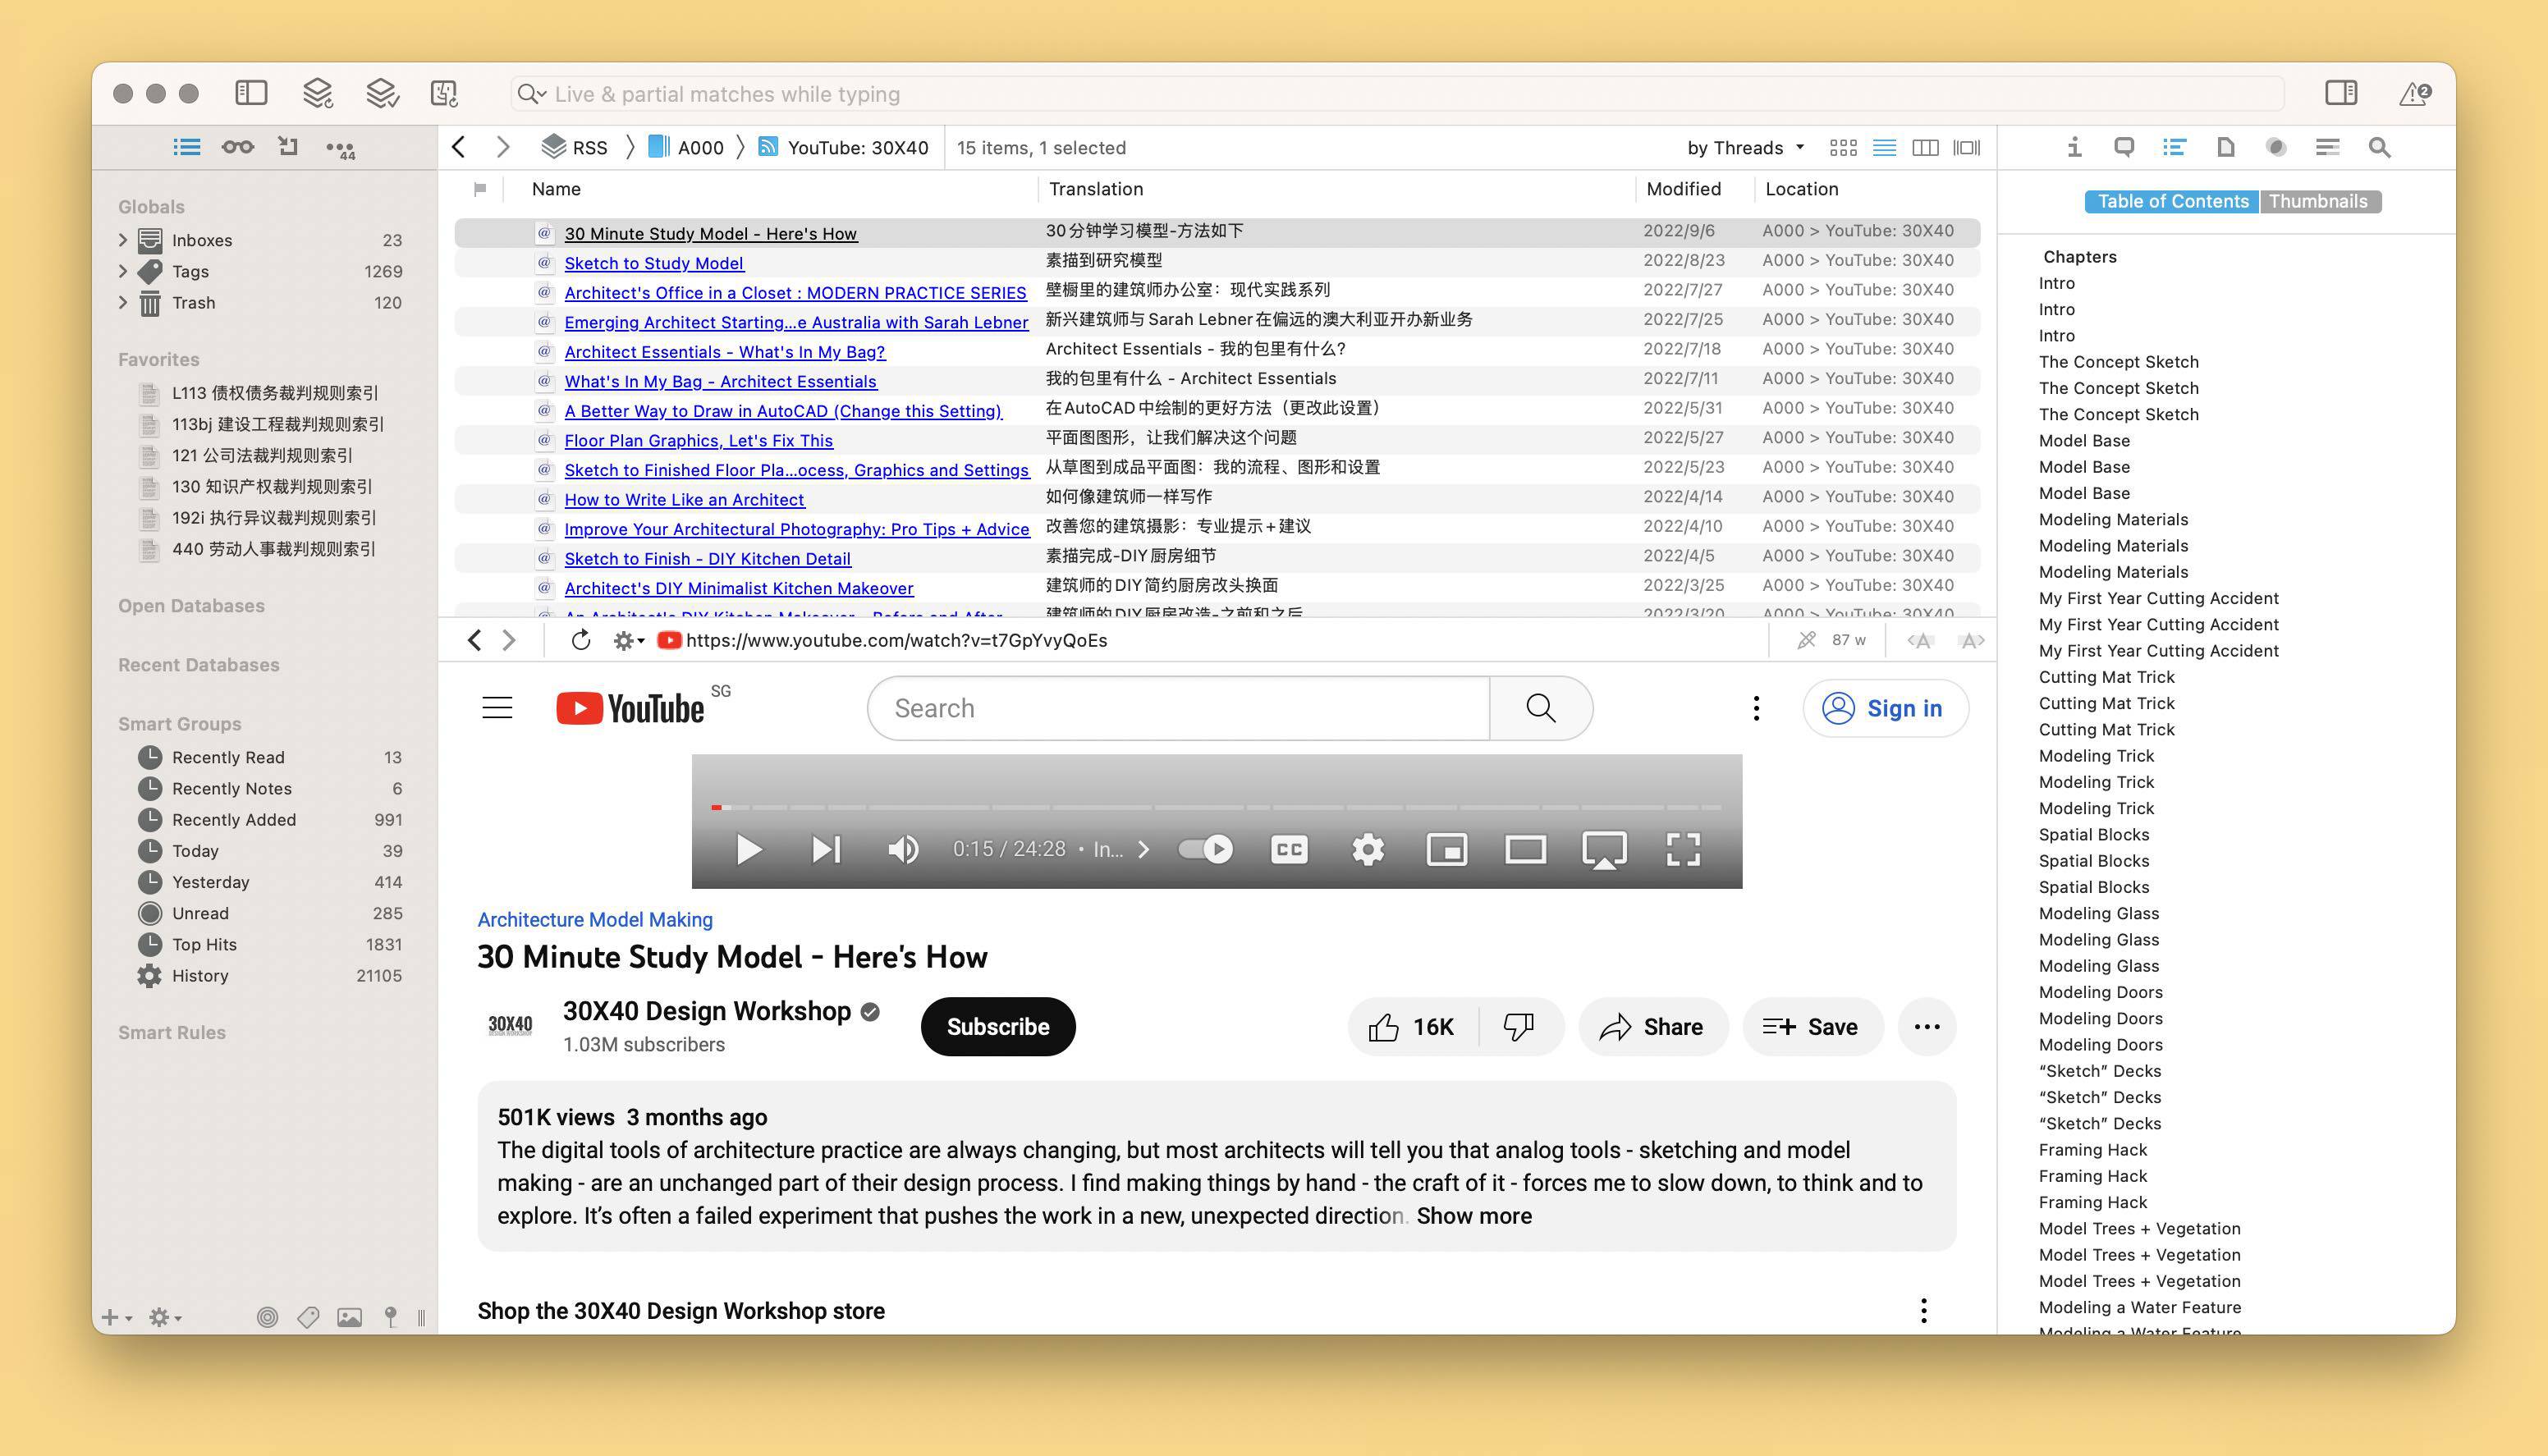 Live & partial matches while typing
2
44
RSS
A000
YouTube: 30X40
15 items, 1 selected
by Threads
Globals
Inboxes 23
Tags 1269
Trash 120
Favorites
L113 债权债务裁判规则索引
113bj 建设工程裁判规则索引
121 公司法裁判规则索引
130 知识产权裁判规则索引
192i 执行异议裁判规则索引
440 劳动人事裁判规则索引
Open Databases
Recent Databases
Smart Groups
Recently Read 13
Recently Notes 6
Recently Added 991
Today 39
Yesterday 414
Unread 285
Top Hits 1831
History 21105
Smart Rules
Name Translation Modified Location
30 Minute Study Model - Here's How 30分钟学习模型-方法如下 2022/9/6 A000 > YouTube: 30X40
Sketch to Study Model 素描到研究模型 2022/8/23 A000 > YouTube: 30X40
Architect's Office in a Closet : MODERN PRACTICE SERIES 壁橱里的建筑师办公室：现代实践系列 2022/7/27 A000 > YouTube: 30X40
Emerging Architect Starting...e Australia with Sarah Lebner 新兴建筑师与Sarah Lebner在偏远的澳大利亚开办新业务 2022/7/25 A000 > YouTube: 30X40
Architect Essentials - What's In My Bag? Architect Essentials - 我的包里有什么? 2022/7/18 A000 > YouTube: 30X40
What's In My Bag - Architect Essentials 我的包里有什么 - Architect Essentials 2022/7/11 A000 > YouTube: 30X40
A Better Way to Draw in AutoCAD (Change this Setting) 在AutoCAD中绘制的更好方法（更改此设置） 2022/5/31 A000 > YouTube: 30X40
Floor Plan Graphics, Let's Fix This 平面图图形，让我们解决这个问题 2022/5/27 A000 > YouTube: 30X40
Sketch to Finished Floor Pla...ocess, Graphics and Settings 从草图到成品平面图：我的流程、图形和设置 2022/5/23 A000 > YouTube: 30X40
How to Write Like an Architect 如何像建筑师一样写作 2022/4/14 A000 > YouTube: 30X40
Improve Your Architectural Photography: Pro Tips + Advice 改善您的建筑摄影：专业提示+建议 2022/4/10 A000 > YouTube: 30X40
Sketch to Finish - DIY Kitchen Detail 素描完成-DIY厨房细节 2022/4/5 A000 > YouTube: 30X40
Architect's DIY Minimalist Kitchen Makeover 建筑师的DIY简约厨房改头换面 2022/3/25 A000 > YouTube: 30X40
An Architect's DIY Kitchen Makeover - Before and After 建筑师的DIY厨房改造-之前和之后 2022/3/20 A000 > YouTube: 30X40
https://www.youtube.com/watch?v=t7GpYvyQoEs
87 w
<A A>
YouTube SG
Search
Sign in
0:15 / 24:28 • In... CC
Architecture Model Making
30 Minute Study Model - Here's How
30X40
30X40 Design Workshop
1.03M subscribers
Subscribe
16K
Share
Save
501K views 3 months ago
The digital tools of architecture practice are always changing, but most architects will tell you that analog tools - sketching and model
making - are an unchanged part of their design process. I find making things by hand - the craft of it - forces me to slow down, to think and to
explore. It's often a failed experiment that pushes the work in a new, unexpected direction. Show more
Shop the 30X40 Design Workshop store
Table of Contents Thumbnails
Chapters
Intro
Intro
Intro
The Concept Sketch
The Concept Sketch
The Concept Sketch
Model Base
Model Base
Model Base
Modeling Materials
Modeling Materials
Modeling Materials
My First Year Cutting Accident
My First Year Cutting Accident
My First Year Cutting Accident
Cutting Mat Trick
Cutting Mat Trick
Cutting Mat Trick
Modeling Trick
Modeling Trick
Modeling Trick
Spatial Blocks
Spatial Blocks
Spatial Blocks
Modeling Glass
Modeling Glass
Modeling Glass
Modeling Doors
Modeling Doors
Modeling Doors
“Sketch” Decks
“Sketch” Decks
“Sketch” Decks
Framing Hack
Framing Hack
Framing Hack
Model Trees + Vegetation
Model Trees + Vegetation
Model Trees + Vegetation
Modeling a Water Feature
Modeling a Water Feature